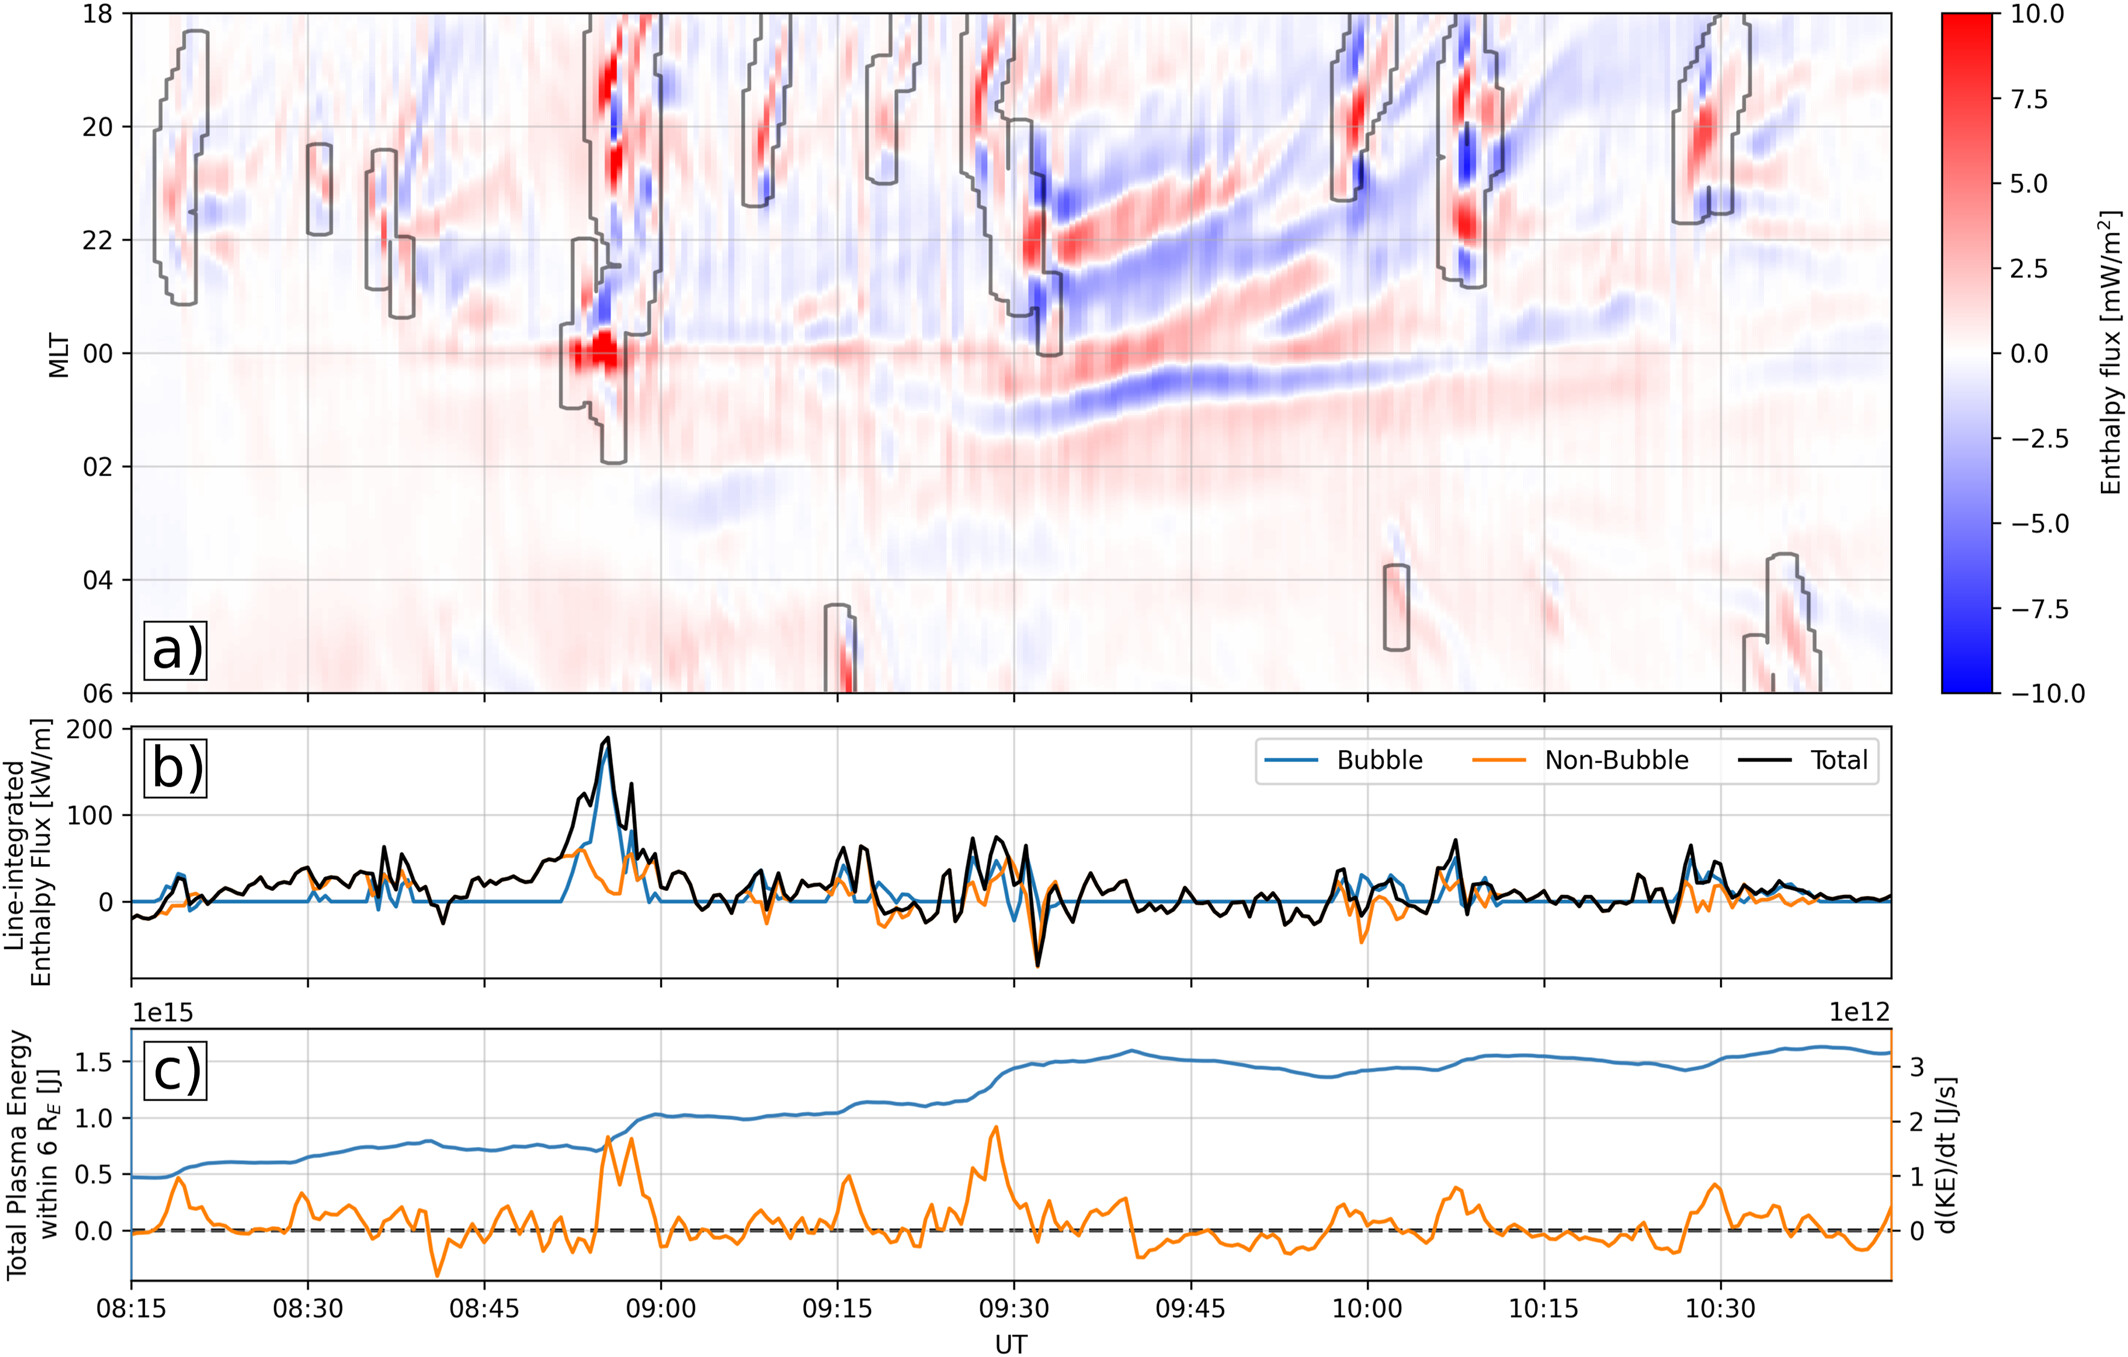 18
20
22
00
02
04
06
MLT
a)
10.0
7.5
5.0
2.5
0.0
−2.5
−5.0
−7.5
−10.0
Enthalpy flux [mW/m²]
200
100
0
Line-integrated
Enthalpy Flux [kW/m]
b)
Bubble
Non-Bubble
Total
1e15
1e12
1.5
1.0
0.5
0.0
Total Plasma Energy
within 6 R_E [J]
c)
3
2
1
0
d(KE)/dt [J/s]
08:15
08:30
08:45
09:00
09:15
09:30
09:45
10:00
10:15
10:30
UT